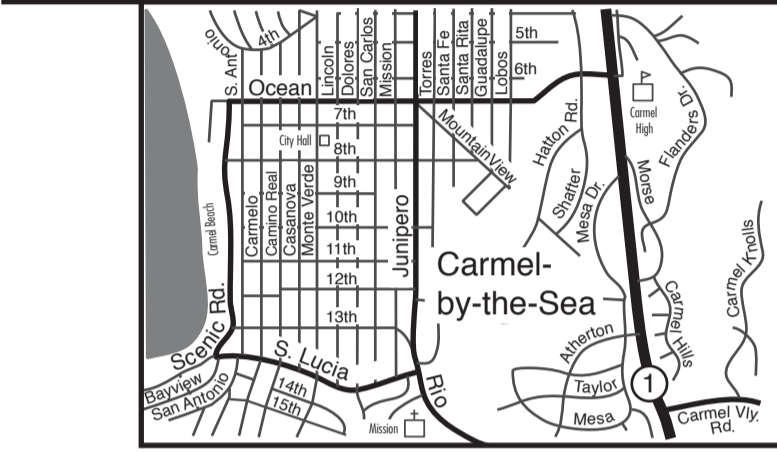 S. Antonio
4th
Lincoln
Dolores
San Carlos
Mission
Torres
Santa Fe
Santa Rita
Guadalupe
Lobos
5th
6th
Ocean
7th
City Hall
8th
9th
10th
11th
12th
13th
Carmelo
Camino Real
Casanova
Monte Verde
Junipero
Mountain View
Hatton Rd.
Shafter
Mesa Dr.
Morse
Flanders Dr.
Carmel
High
Carmel Beach
Carmel-
by-the-Sea
Scenic Rd.
S. Lucia
Rio
Bayview
San Antonio
14th
15th
Mission
Atherton
Taylor
Mesa
1
Carmel Hills
Carmel Knolls
Carmel Vly.
Rd.